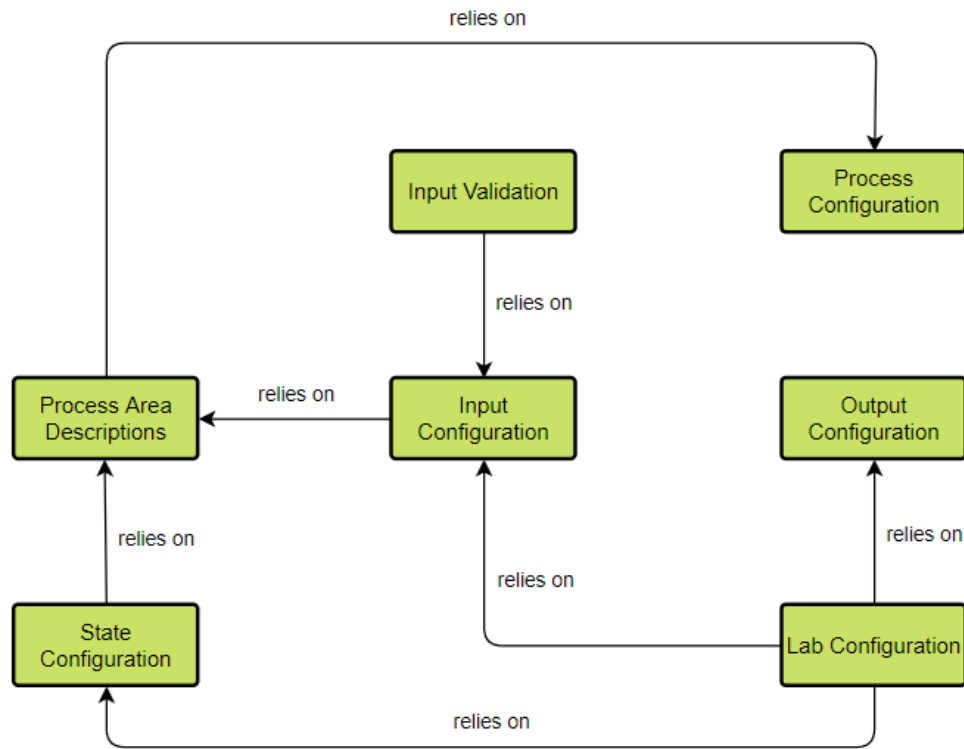 relies on
Input Validation
Process
Configuration
relies on
relies on
Process Area
Descriptions
Input
Configuration
Output
Configuration
relies on
relies on
relies on
State
Configuration
Lab Configuration
relies on